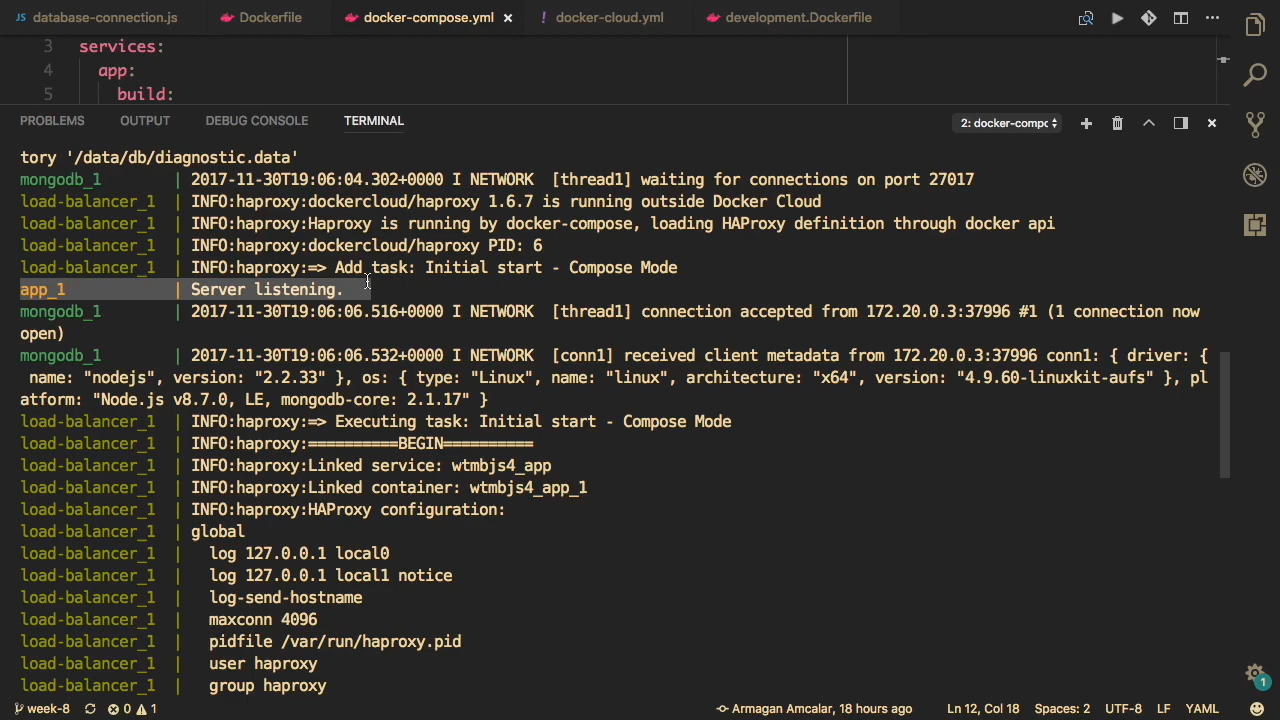 database-connection.js Dockerfile docker-compose.yml docker-cloud.yml development.Dockerfile
3 services:
4 app:
5 build:
PROBLEMS OUTPUT DEBUG CONSOLE TERMINAL 2: docker-compc
tory '/data/db/diagnostic.data'
mongodb_1 | 2017-11-30T19:06:04.302+0000 I NETWORK [thread1] waiting for connections on port 27017
load-balancer_1 | INFO:haproxy:dockercloud/haproxy 1.6.7 is running outside Docker Cloud
load-balancer_1 | INFO:haproxy:Haproxy is running by docker-compose, loading HAProxy definition through docker api
load-balancer_1 | INFO:haproxy:dockercloud/haproxy PID: 6
load-balancer_1 | INFO:haproxy:=> Add task: Initial start - Compose Mode
app_1 | Server listening.
mongodb_1 | 2017-11-30T19:06:06.516+0000 I NETWORK [thread1] connection accepted from 172.20.0.3:37996 #1 (1 connection now
open)
mongodb_1 | 2017-11-30T19:06:06.532+0000 I NETWORK [conn1] received client metadata from 172.20.0.3:37996 conn1: { driver: {
name: "nodejs", version: "2.2.33" }, os: { type: "Linux", name: "linux", architecture: "x64", version: "4.9.60-linuxkit-aufs" }, pl
atform: "Node.js v8.7.0, LE, mongodb-core: 2.1.17" }
load-balancer_1 | INFO:haproxy:=> Executing task: Initial start - Compose Mode
load-balancer_1 | INFO:haproxy:==========BEGIN==========
load-balancer_1 | INFO:haproxy:Linked service: wtmbjs4_app
load-balancer_1 | INFO:haproxy:Linked container: wtmbjs4_app_1
load-balancer_1 | INFO:haproxy:HAProxy configuration:
load-balancer_1 | global
load-balancer_1 | log 127.0.0.1 local0
load-balancer_1 | log 127.0.0.1 local1 notice
load-balancer_1 | log-send-hostname
load-balancer_1 | maxconn 4096
load-balancer_1 | pidfile /var/run/haproxy.pid
load-balancer_1 | user haproxy
load-balancer_1 | group haproxy
week-8 0 1 Armagan Amcalar, 18 hours ago Ln 12, Col 18 Spaces: 2 UTF-8 LF YAML 1